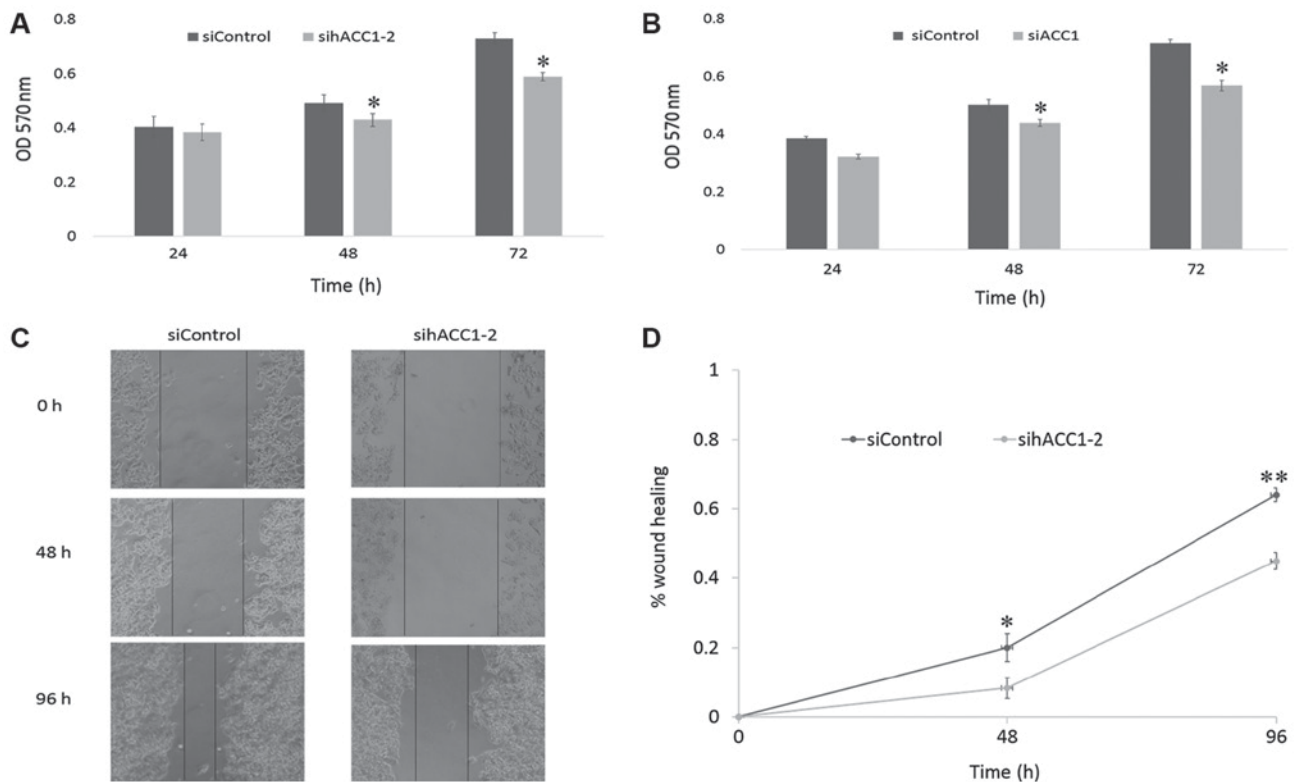 A
0.8
siControl
sihACC1-2
0.6
0.4
0.2
0
OD 570 nm
*
*
24
48
72
Time (h)
B
0.8
siControl
siACC1
0.6
0.4
0.2
0
OD 570 nm
*
*
24
48
72
Time (h)
C
siControl
sihACC1-2
0 h
48 h
96 h
D
1
0.8
0.6
0.4
0.2
0
% wound healing
siControl
sihACC1-2
*
**
0
48
96
Time (h)